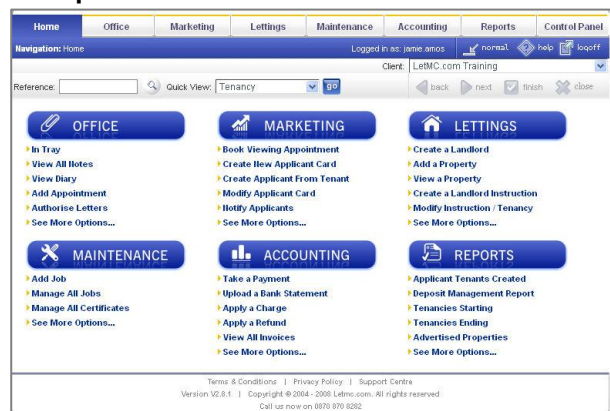 Home Office Marketing Lettings Maintenance Accounting Reports Control Panel
Navigation: Home Logged in as: jamie.amos normal help logoff
Client: LetMC.com Training
Reference: Quick View: Tenancy go back next finish close
OFFICE MARKETING LETTINGS
In Tray Book Viewing Appointment Create a Landlord
View All Notes Create New Applicant Card Add a Property
View Diary Create Applicant From Tenant View a Property
Add Appointment Modify Applicant Card Create a Landlord Instruction
Authorise Letters Notify Applicants Modify Instruction / Tenancy
See More Options... See More Options... See More Options...
MAINTENANCE ACCOUNTING REPORTS
Add Job Take a Payment Applicant Tenants Created
Manage All Jobs Upload a Bank Statement Deposit Management Report
Manage All Certificates Apply a Charge Tenancies Starting
See More Options... Apply a Refund Tenancies Ending
View All Invoices Advertised Properties
See More Options... See More Options...
Terms & Conditions | Privacy Policy | Support Centre
Version V2.8.1 | Copyright © 2004 - 2008 Letmc.com. All rights reserved
Call us now on 0870 870 8282